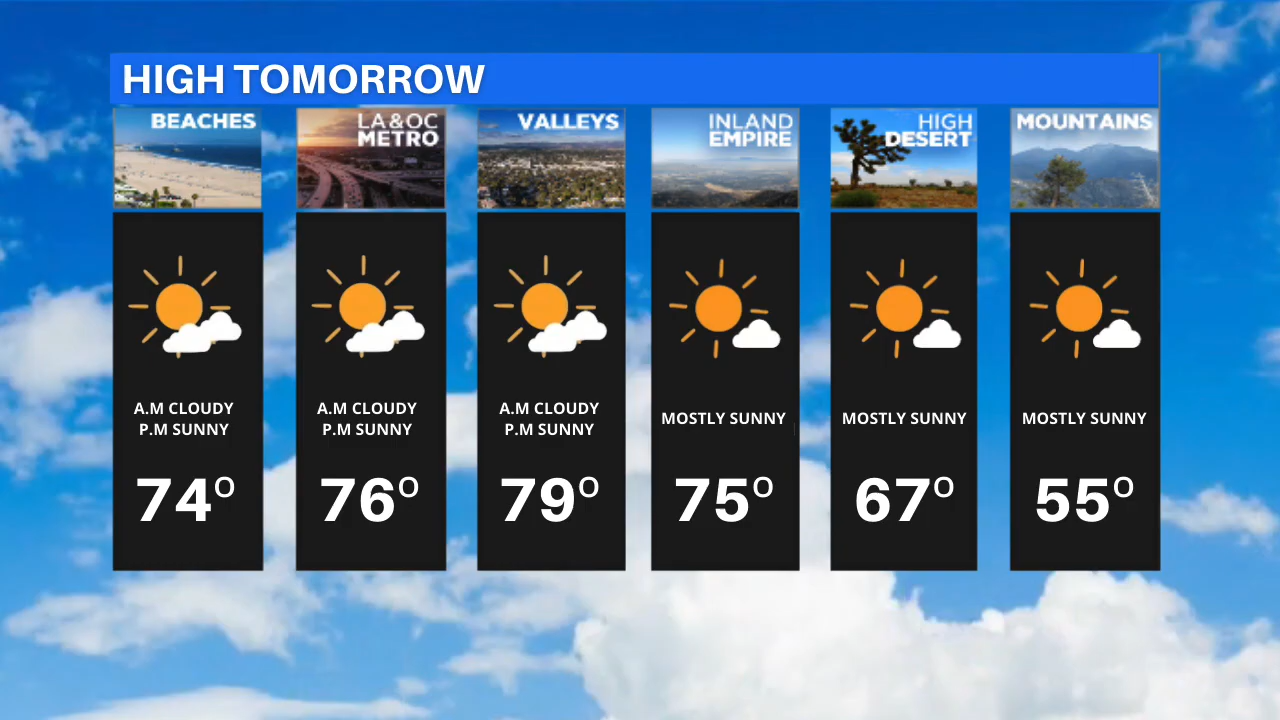 HIGH TOMORROW
BEACHES
LA&OC
METRO
VALLEYS
INLAND
EMPIRE
HIGH
DESERT
MOUNTAINS
A.M CLOUDY
P.M SUNNY
A.M CLOUDY
P.M SUNNY
A.M CLOUDY
P.M SUNNY
MOSTLY SUNNY
MOSTLY SUNNY
MOSTLY SUNNY
74°
76°
79°
75°
67°
55°